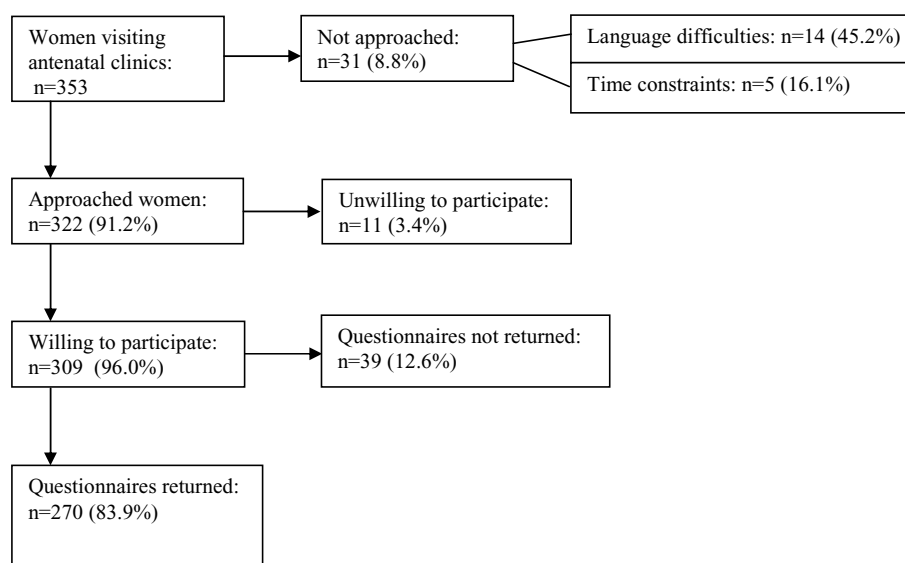 Women visiting
antenatal clinics:
n=353
Not approached:
n=31 (8.8%)
Language difficulties: n=14 (45.2%)
Time constraints: n=5 (16.1%)
Approached women:
n=322 (91.2%)
Unwilling to participate:
n=11 (3.4%)
Willing to participate:
n=309 (96.0%)
Questionnaires not returned:
n=39 (12.6%)
Questionnaires returned:
n=270 (83.9%)